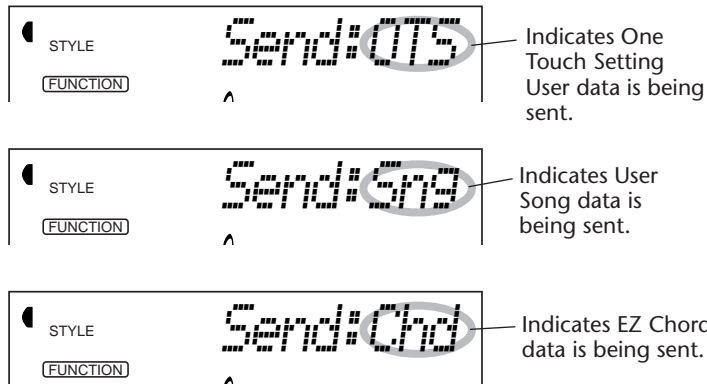 STYLE
Send:OTS
FUNCTION
Indicates One
Touch Setting
User data is being
sent.
STYLE
Send:Sng
FUNCTION
Indicates User
Song data is
being sent.
STYLE
Send:Chd
FUNCTION
Indicates EZ Chord
data is being sent.